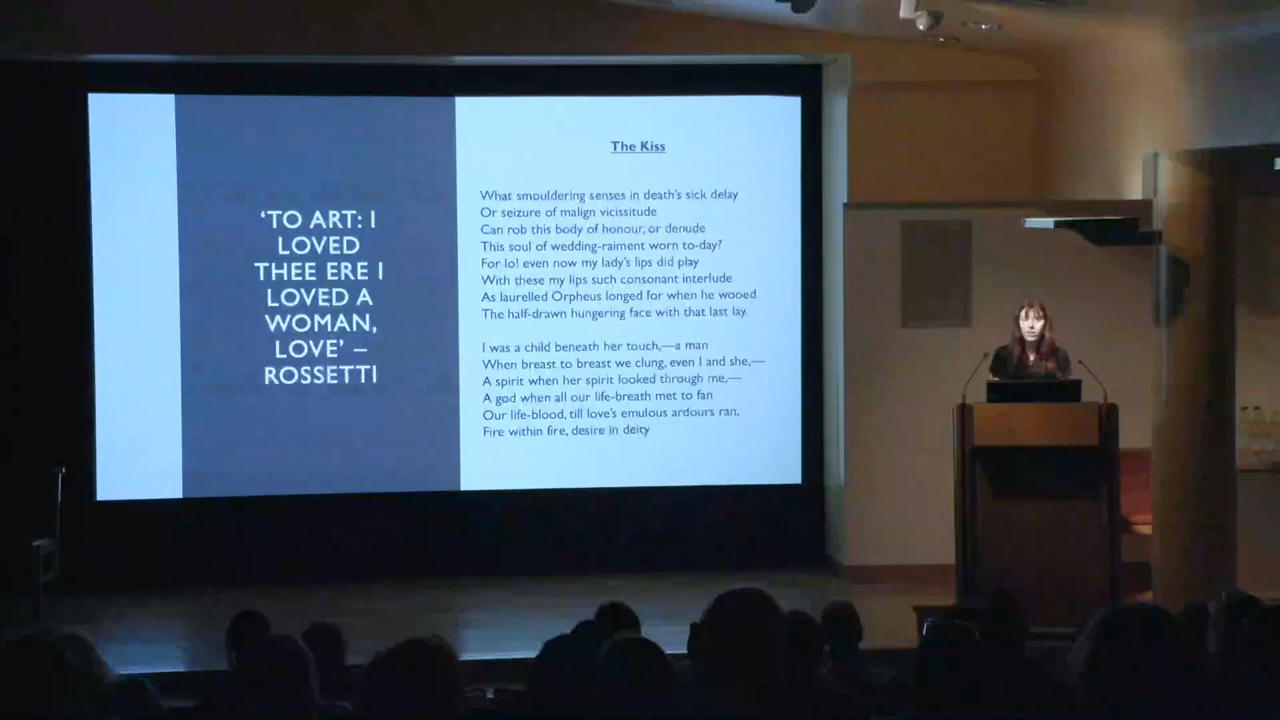 ‘TO ART: I
LOVED
THEE ERE I
LOVED A
WOMAN,
LOVE’ –
ROSSETTI
The Kiss
What smouldering senses in death's sick delay
Or seizure of malign vicissitude
Can rob this body of honour, or denude
This soul of wedding-raiment worn to-day?
For lo! even now my lady's lips did play
With these my lips such consonant interlude
As laurelled Orpheus longed for when he wooed
The half-drawn hungering face with that last lay.
I was a child beneath her touch,—a man
When breast to breast we clung, even I and she,—
A spirit when her spirit looked through me,—
A god when all our life-breath met to fan
Our life-blood, till love's emulous ardours ran,
Fire within fire, desire in deity